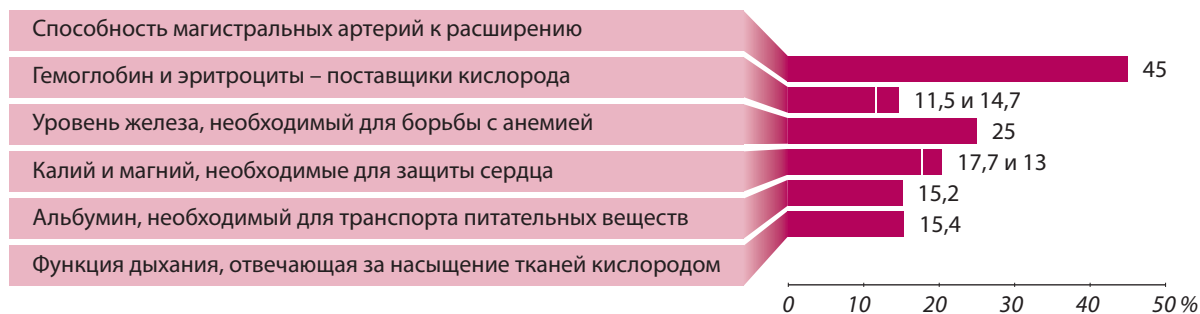 Способность магистральных артерий к расширению
45
Гемоглобин и эритроциты – поставщики кислорода
11,5 и 14,7
Уровень железа, необходимый для борьбы с анемией
25
Калий и магний, необходимые для защиты сердца
17,7 и 13
Альбумин, необходимый для транспорта питательных веществ
15,2
Функция дыхания, отвечающая за насыщение тканей кислородом
15,4
0 10 20 30 40 50 %